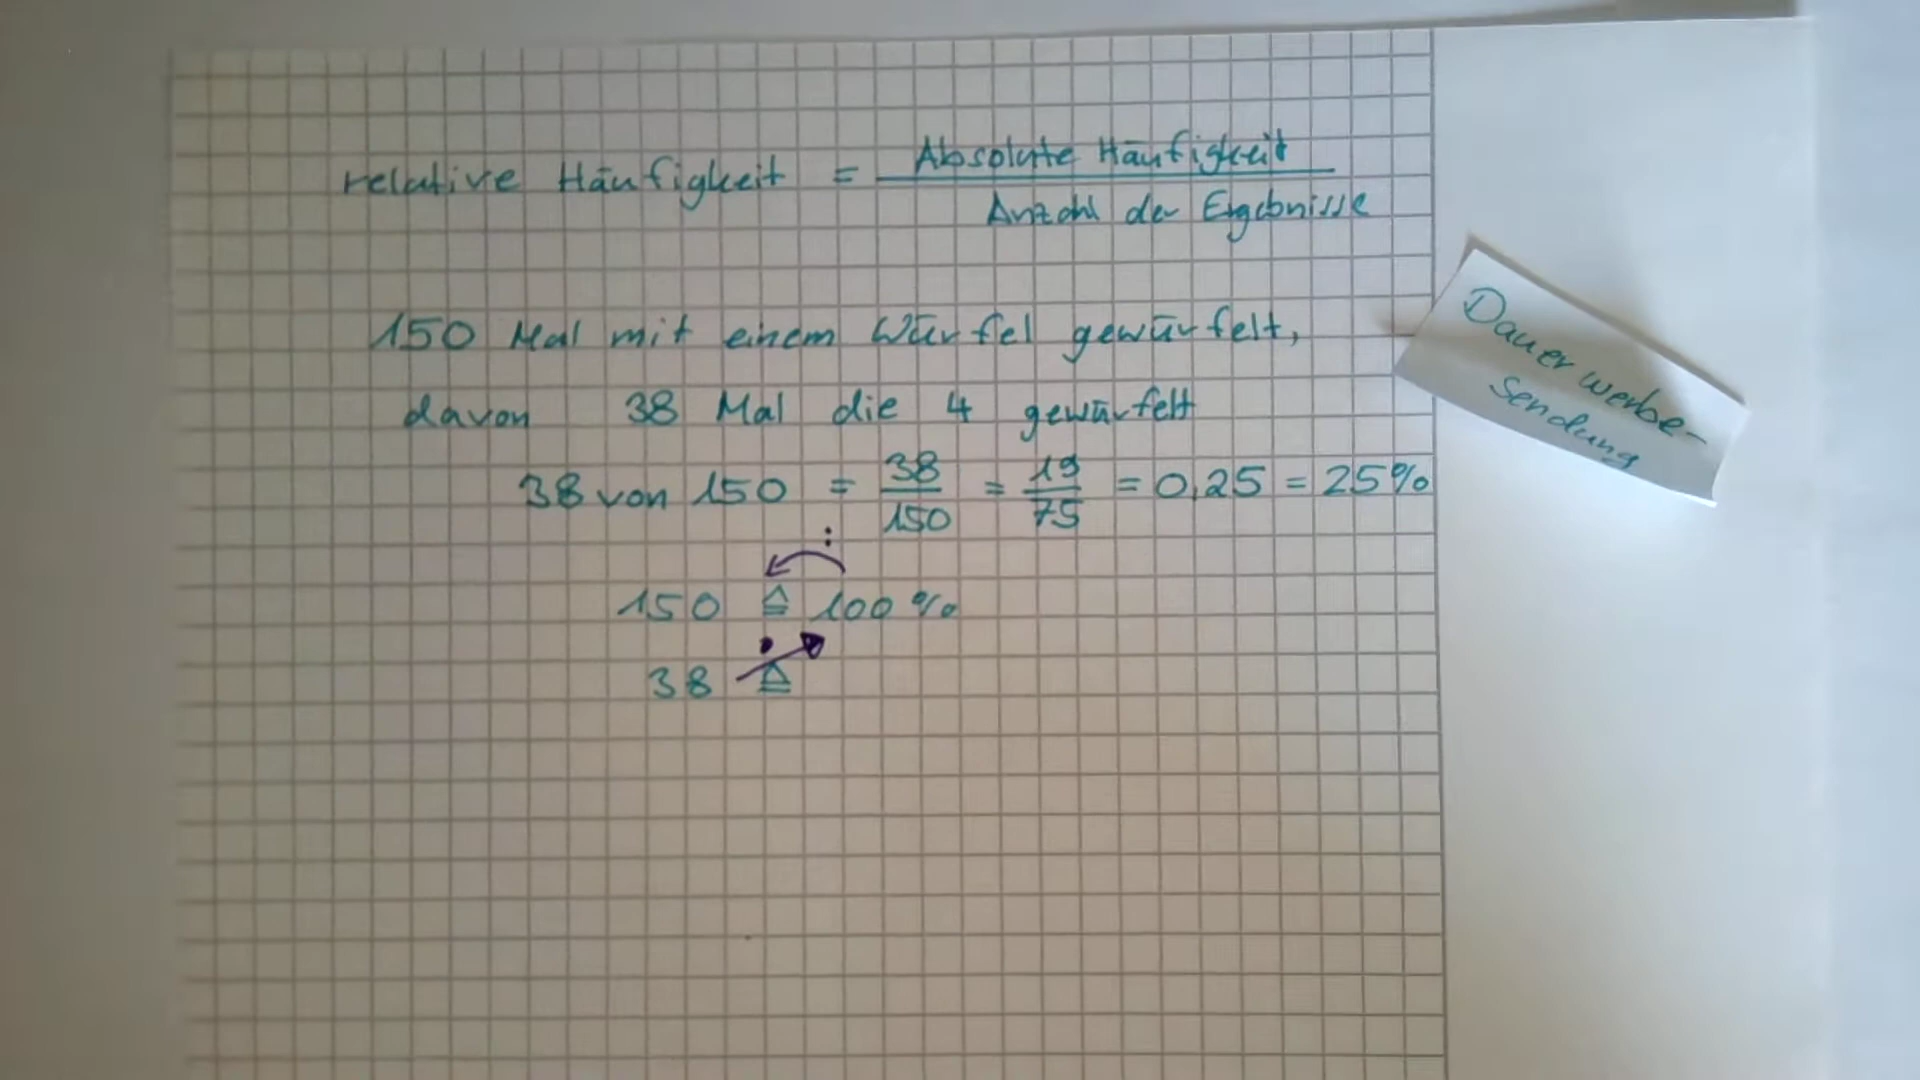 relative Häufigkeit = Absolute Häufigkeit / Anzahl der Ergebnisse
150 Mal mit einem Würfel gewürfelt,
davon 38 Mal die 4 gewürfelt
38 von 150 = 38/150 = 19/75 = 0,25 = 25%
:
150 ≙ 100%
·
38 ≙
Dauerwerbe-
sendung